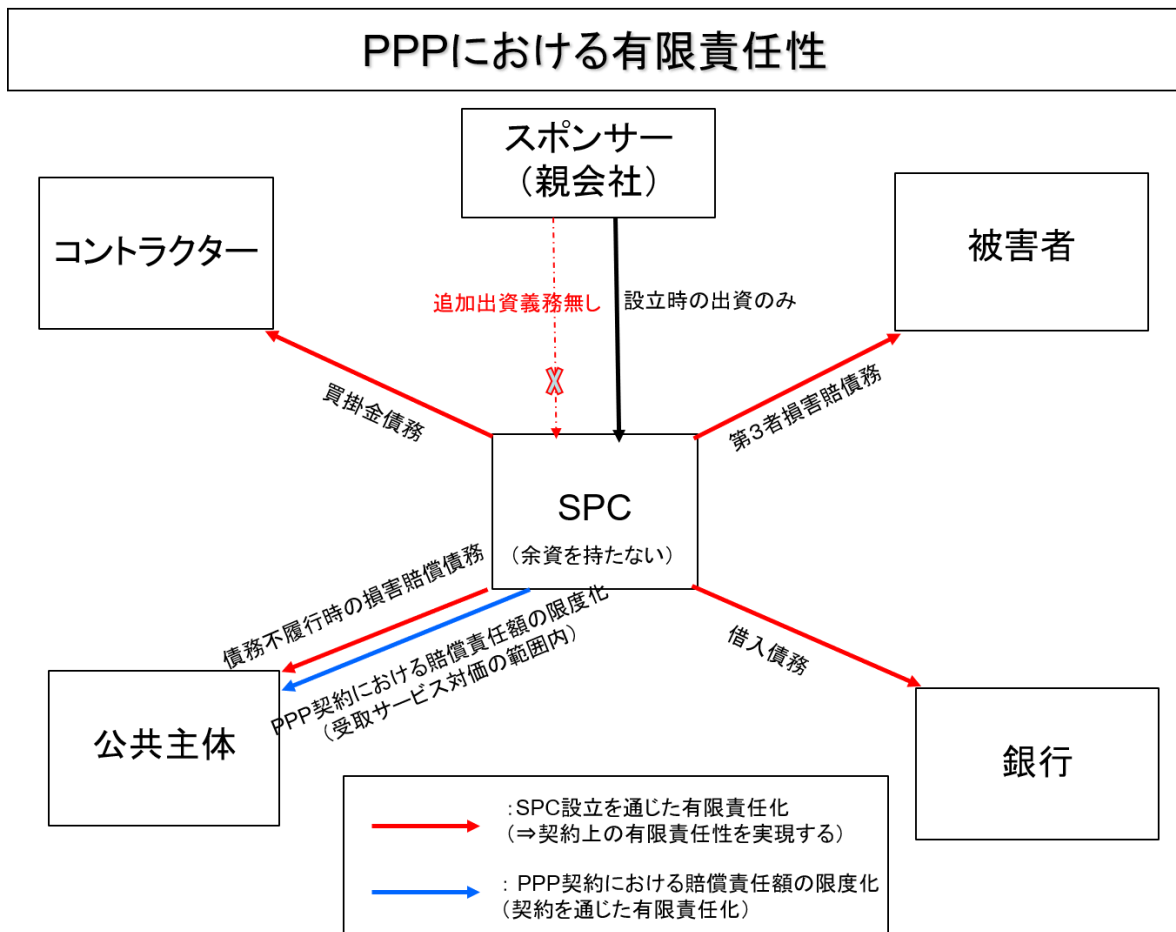 PPPにおける有限責任性
スポンサー
（親会社）
コントラクター
被害者
追加出資義務無し
設立時の出資のみ
買掛金債務
第3者損害賠債務
SPC
（余資を持たない）
債務不履行時の損害賠償債務
PPP契約における賠償責任額の限度化
（受取サービス対価の範囲内）
借入債務
公共主体
銀行
：SPC設立を通じた有限責任化
（⇒契約上の有限責任性を実現する）
： PPP契約における賠償責任額の限度化
（契約を通じた有限責任化）